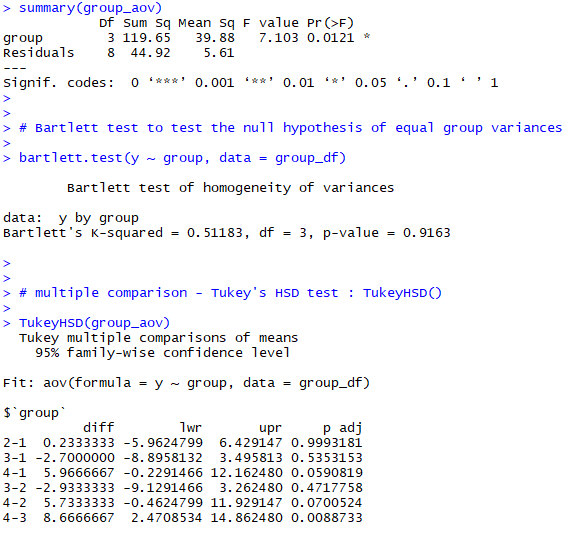 > summary(group_aov)
            Df Sum Sq Mean Sq F value Pr(>F)
group        3 119.65   39.88   7.103 0.0121 *
Residuals    8  44.92    5.61
---
Signif. codes:  0 ‘***’ 0.001 ‘**’ 0.01 ‘*’ 0.05 ‘.’ 0.1 ‘ ’ 1
>
>
> # Bartlett test to test the null hypothesis of equal group variances
>
> bartlett.test(y ~ group, data = group_df)
        Bartlett test of homogeneity of variances
data:  y by group
Bartlett's K-squared = 0.51183, df = 3, p-value = 0.9163
>
>
> # multiple comparison - Tukey's HSD test : TukeyHSD()
>
> TukeyHSD(group_aov)
  Tukey multiple comparisons of means
    95% family-wise confidence level
Fit: aov(formula = y ~ group, data = group_df)
$`group`
          diff        lwr       upr     p adj
2-1  0.2333333 -5.9624799  6.429147 0.9993181
3-1 -2.7000000 -8.8958132  3.495813 0.5353153
4-1  5.9666667 -0.2291466 12.162480 0.0590819
3-2 -2.9333333 -9.1291466  3.262480 0.4717758
4-2  5.7333333 -0.4624799 11.929147 0.0700524
4-3  8.6666667  2.4708534 14.862480 0.0088733